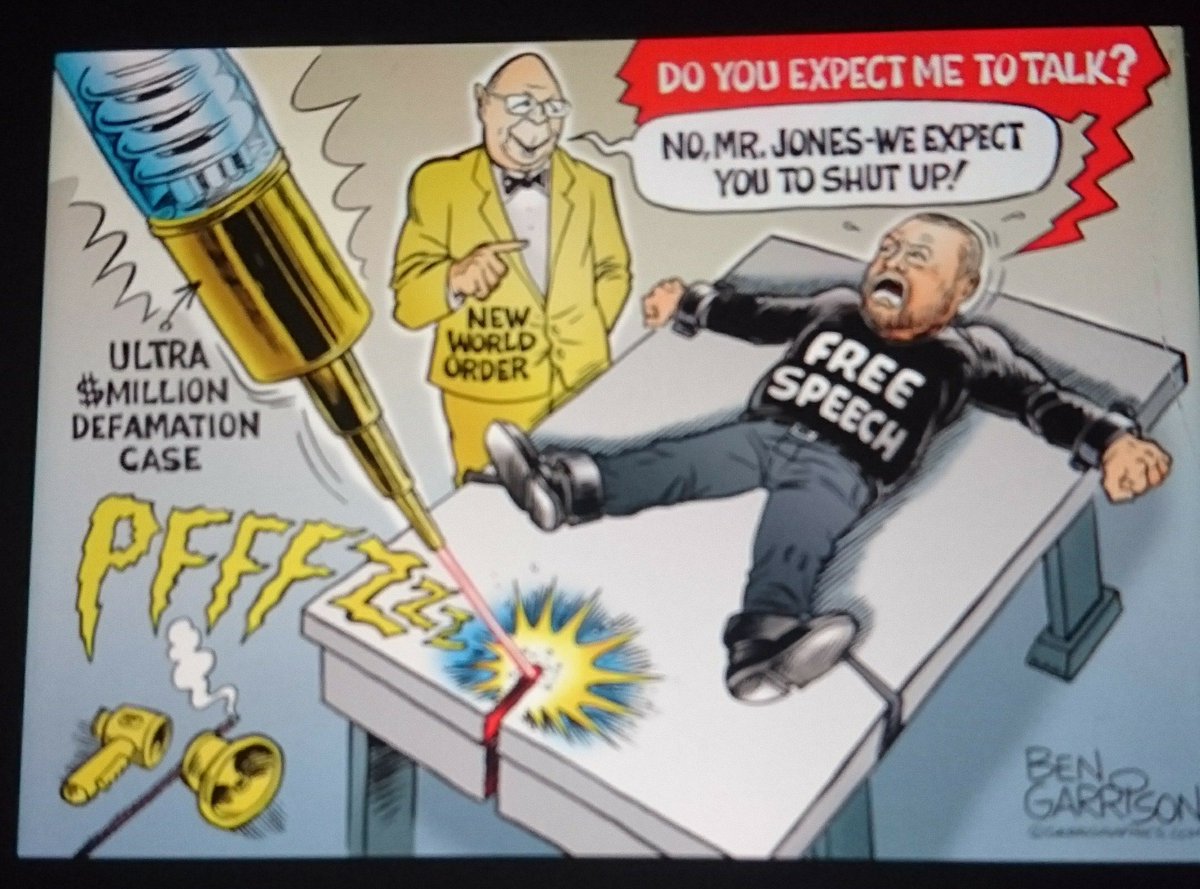 DO YOU EXPECT ME TO TALK?
NO, MR. JONES-WE EXPECT
YOU TO SHUT UP!
NEW
WORLD
ORDER
FREE
SPEECH
ULTRA
$MILLION
DEFAMATION
CASE
PFFFZZZZ
BEN
GARRISON